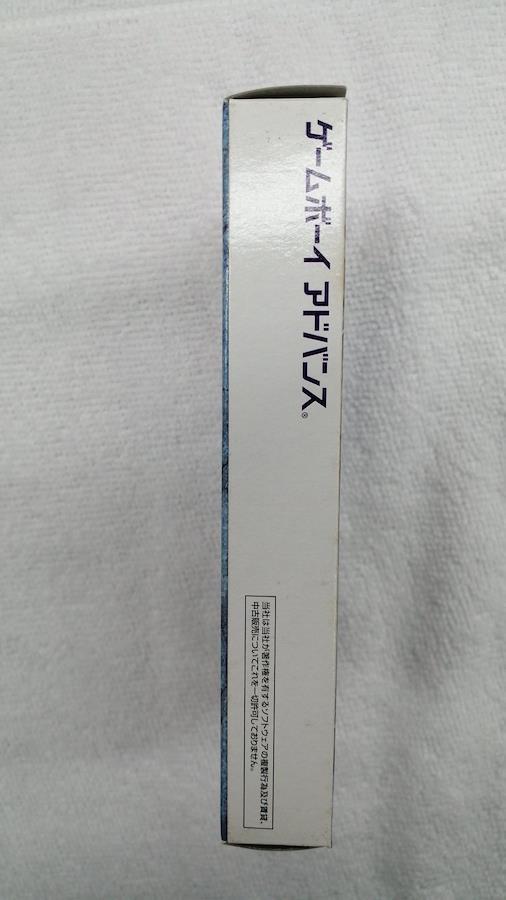 ゲームボーイ アドバンス®
当社は当社が著作権を有するソフトウェアの複製行為及び賃貸、
中古販売についてこれを一切許可しておりません。